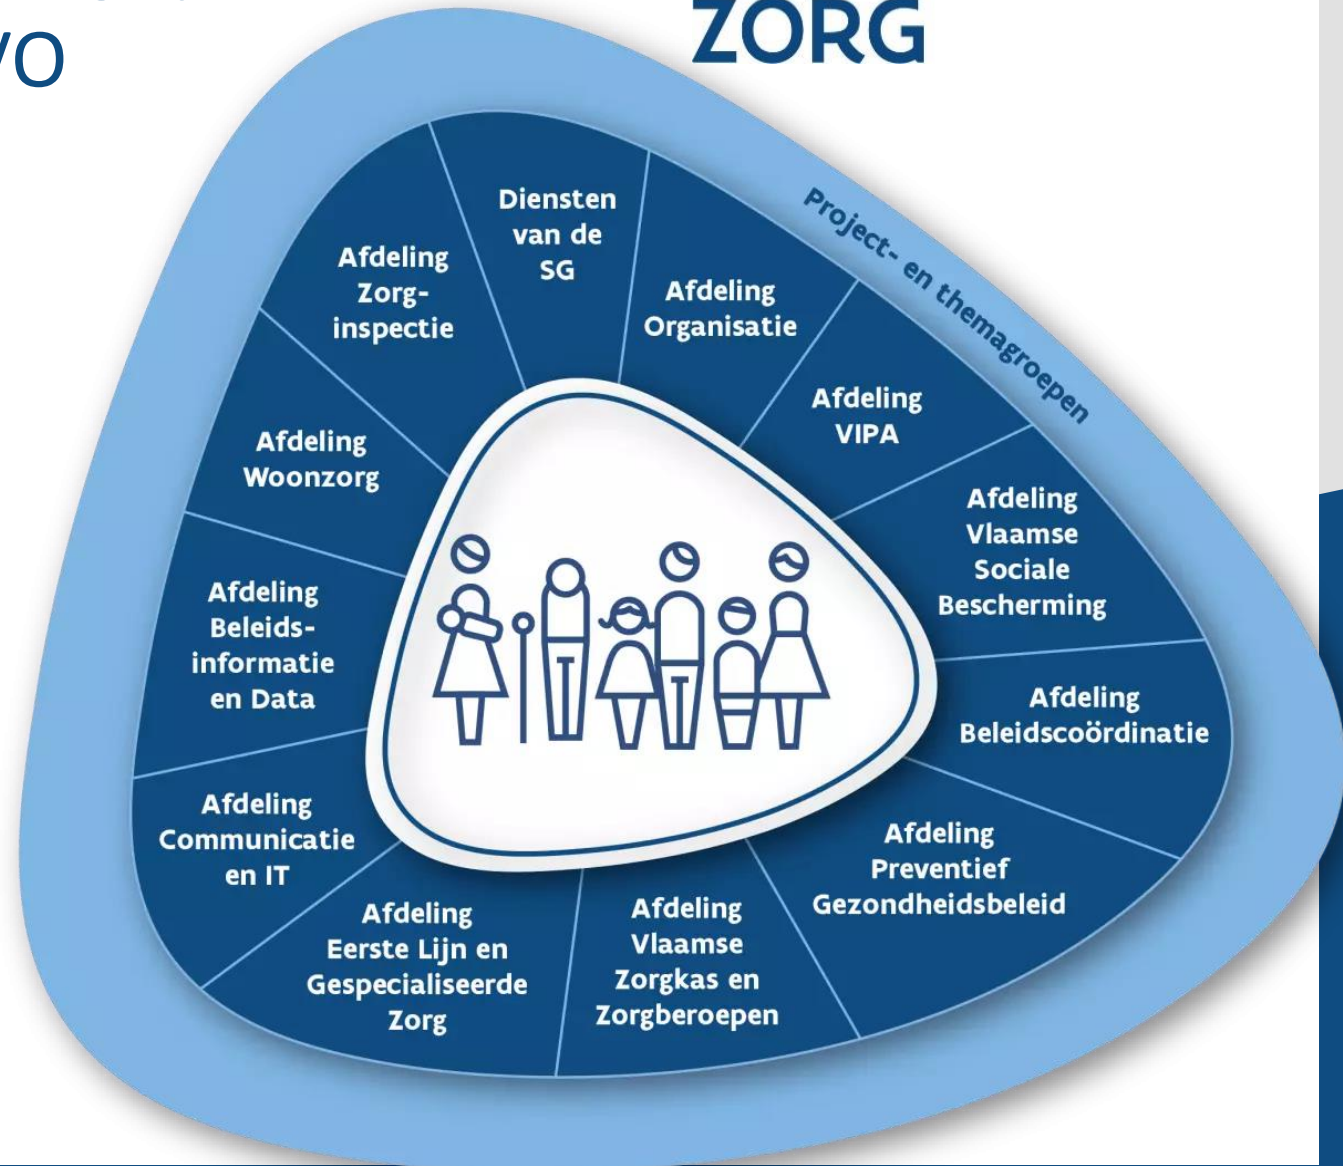 /O
ZORG
Project- en themagroepen
Diensten
van de
SG
Afdeling
Organisatie
Afdeling
VIPA
Afdeling
Vlaamse
Sociale
Bescherming
Afdeling
Beleidscoördinatie
Afdeling
Preventief
Gezondheidsbeleid
Afdeling
Vlaamse
Zorgkas en
Zorgberoepen
Afdeling
Eerste Lijn en
Gespecialiseerde
Zorg
Afdeling
Communicatie
en IT
Afdeling
Beleids-
informatie
en Data
Afdeling
Woonzorg
Afdeling
Zorg-
inspectie